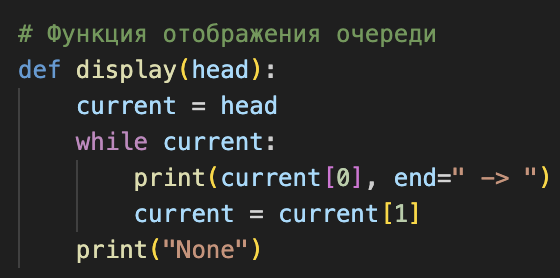 # Функция отображения очереди
def display(head):
    current = head
    while current:
        print(current[0], end=" -> ")
        current = current[1]
    print("None")